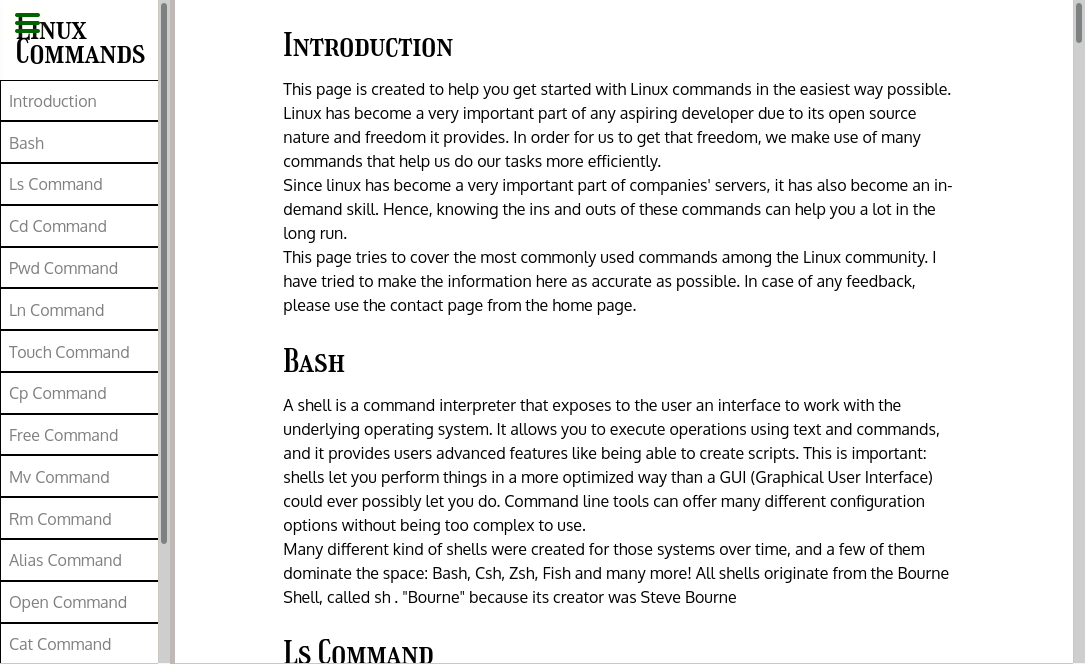 Linux
Commands
Introduction
Bash
Ls Command
Cd Command
Pwd Command
Ln Command
Touch Command
Cp Command
Free Command
Mv Command
Rm Command
Alias Command
Open Command
Cat Command
Introduction
This page is created to help you get started with Linux commands in the easiest way possible.
Linux has become a very important part of any aspiring developer due to its open source
nature and freedom it provides. In order for us to get that freedom, we make use of many
commands that help us do our tasks more efficiently.
Since linux has become a very important part of companies' servers, it has also become an in-
demand skill. Hence, knowing the ins and outs of these commands can help you a lot in the
long run.
This page tries to cover the most commonly used commands among the Linux community. I
have tried to make the information here as accurate as possible. In case of any feedback,
please use the contact page from the home page.
Bash
A shell is a command interpreter that exposes to the user an interface to work with the
underlying operating system. It allows you to execute operations using text and commands,
and it provides users advanced features like being able to create scripts. This is important:
shells let you perform things in a more optimized way than a GUI (Graphical User Interface)
could ever possibly let you do. Command line tools can offer many different configuration
options without being too complex to use.
Many different kind of shells were created for those systems over time, and a few of them
dominate the space: Bash, Csh, Zsh, Fish and many more! All shells originate from the Bourne
Shell, called sh . "Bourne" because its creator was Steve Bourne
Ls Command